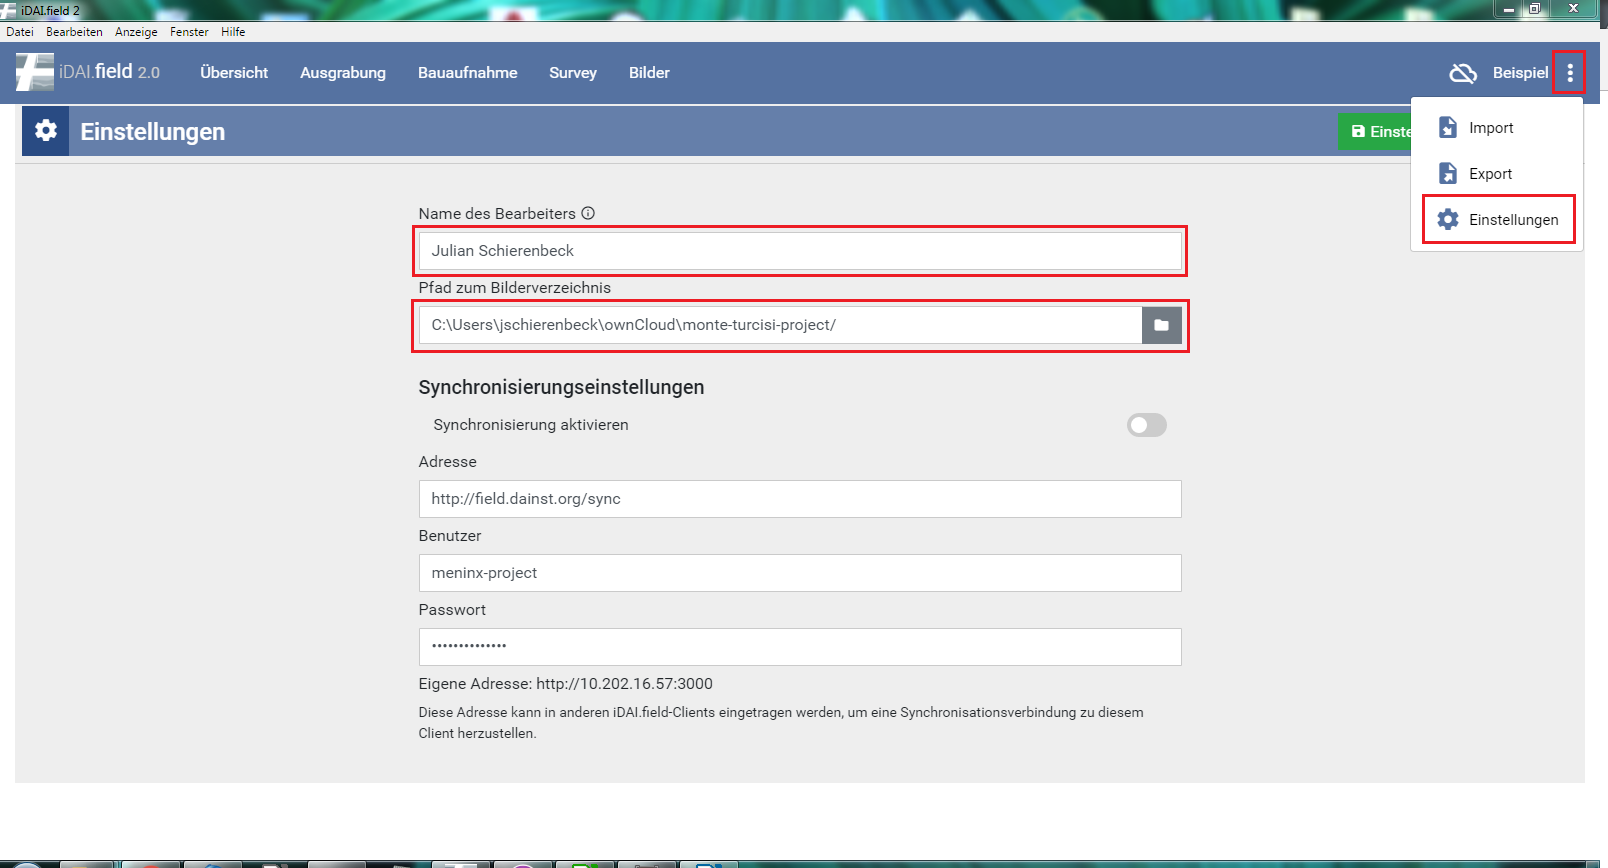 iDAI.field 2
Datei Bearbeiten Anzeige Fenster Hilfe
iDAI.field 2.0 Übersicht Ausgrabung Bauaufnahme Survey Bilder Beispiel
Einstellungen Einste
Import
Export
Einstellungen
Name des Bearbeiters
Julian Schierenbeck
Pfad zum Bilderverzeichnis
C:\Users\jschierenbeck\ownCloud\monte-turcisi-project/
Synchronisierungseinstellungen
Synchronisierung aktivieren
Adresse
http://field.dainst.org/sync
Benutzer
meninx-project
Passwort
••••••••••••••
Eigene Adresse: http://10.202.16.57:3000
Diese Adresse kann in anderen iDAI.field-Clients eingetragen werden, um eine Synchronisationsverbindung zu diesem
Client herzustellen.